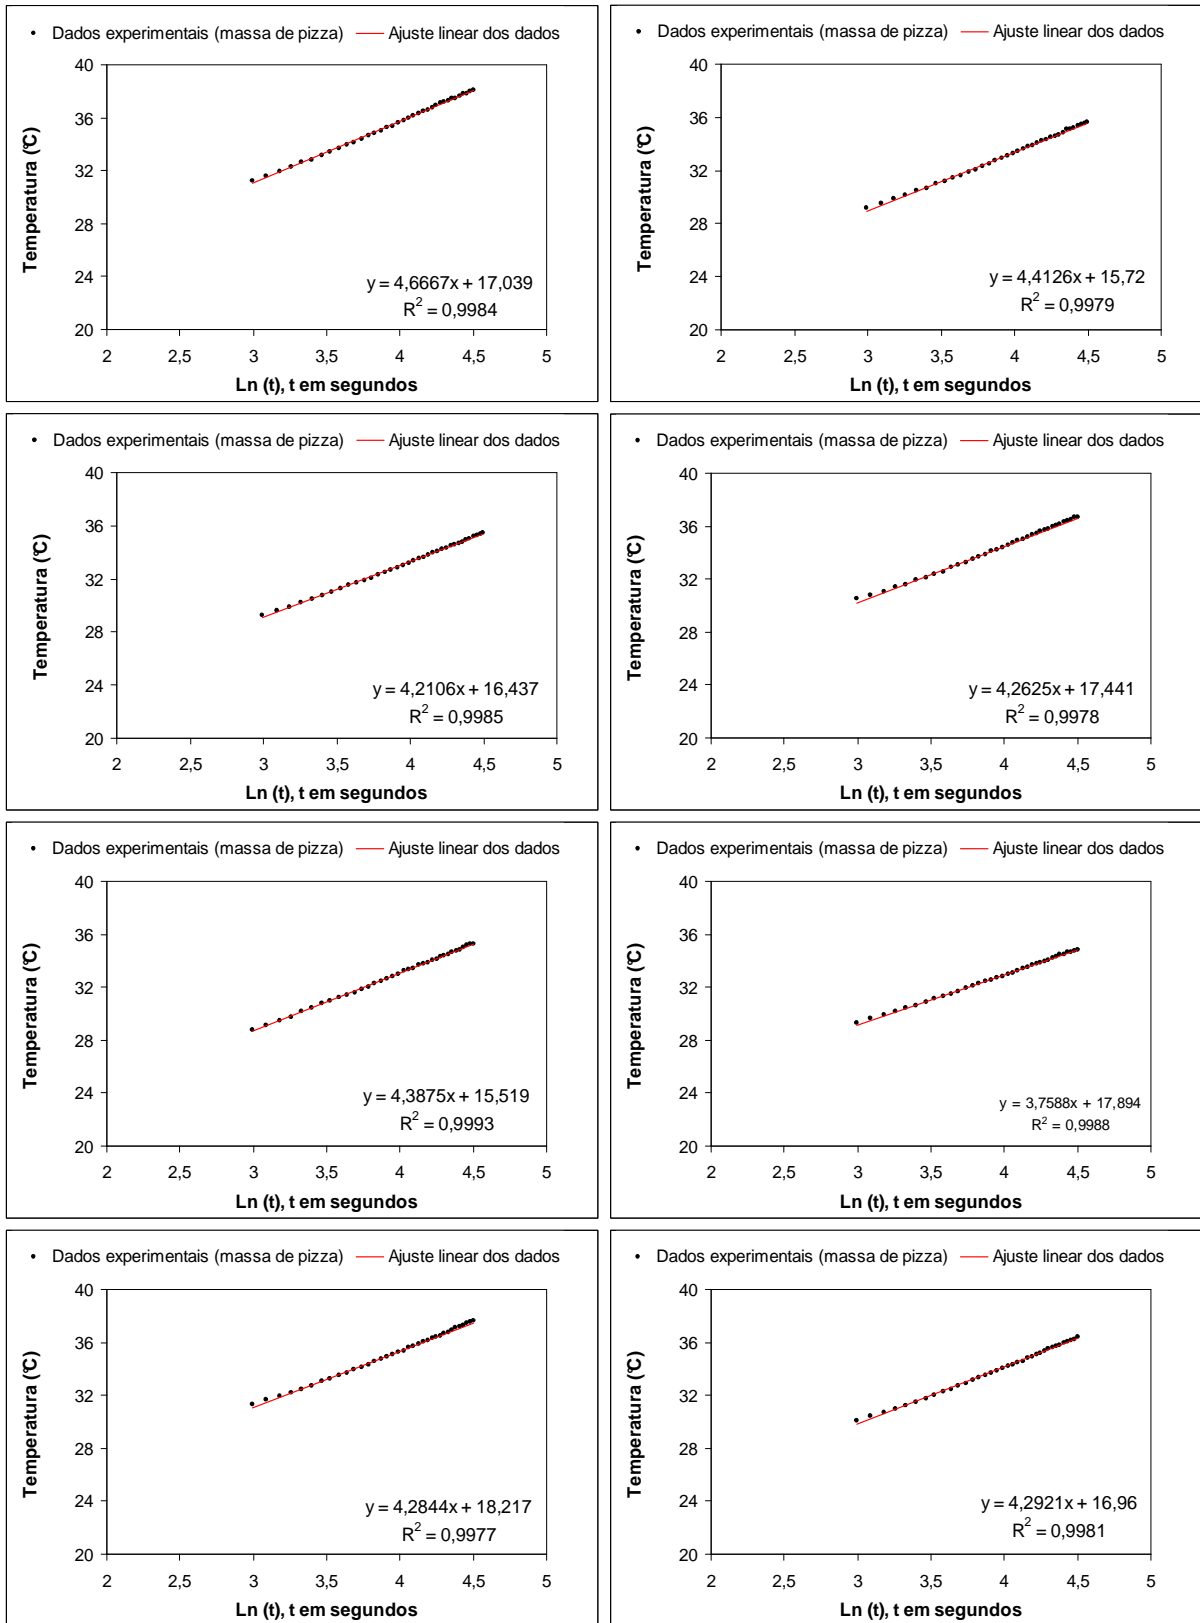 • Dados experimentais (massa de pizza) — Ajuste linear dos dados
40
36
32
28
24
20
Temperatura (°C)
y = 4,6667x + 17,039
R² = 0,9984
2 2,5 3 3,5 4 4,5 5
Ln (t), t em segundos
• Dados experimentais (massa de pizza) — Ajuste linear dos dados
40
36
32
28
24
20
Temperatura (°C)
y = 4,4126x + 15,72
R² = 0,9979
2 2,5 3 3,5 4 4,5 5
Ln (t), t em segundos
• Dados experimentais (massa de pizza) — Ajuste linear dos dados
40
36
32
28
24
20
Temperatura (°C)
y = 4,2106x + 16,437
R² = 0,9985
2 2,5 3 3,5 4 4,5 5
Ln (t), t em segundos
• Dados experimentais (massa de pizza) — Ajuste linear dos dados
40
36
32
28
24
20
Temperatura (°C)
y = 4,2625x + 17,441
R² = 0,9978
2 2,5 3 3,5 4 4,5 5
Ln (t), t em segundos
• Dados experimentais (massa de pizza) — Ajuste linear dos dados
40
36
32
28
24
20
Temperatura (°C)
y = 4,3875x + 15,519
R² = 0,9993
2 2,5 3 3,5 4 4,5 5
Ln (t), t em segundos
• Dados experimentais (massa de pizza) — Ajuste linear dos dados
40
36
32
28
24
20
Temperatura (°C)
y = 3,7588x + 17,894
R² = 0,9988
2 2,5 3 3,5 4 4,5 5
Ln (t), t em segundos
• Dados experimentais (massa de pizza) — Ajuste linear dos dados
40
36
32
28
24
20
Temperatura (°C)
y = 4,2844x + 18,217
R² = 0,9977
2 2,5 3 3,5 4 4,5 5
Ln (t), t em segundos
• Dados experimentais (massa de pizza) — Ajuste linear dos dados
40
36
32
28
24
20
Temperatura (°C)
y = 4,2921x + 16,96
R² = 0,9981
2 2,5 3 3,5 4 4,5 5
Ln (t), t em segundos